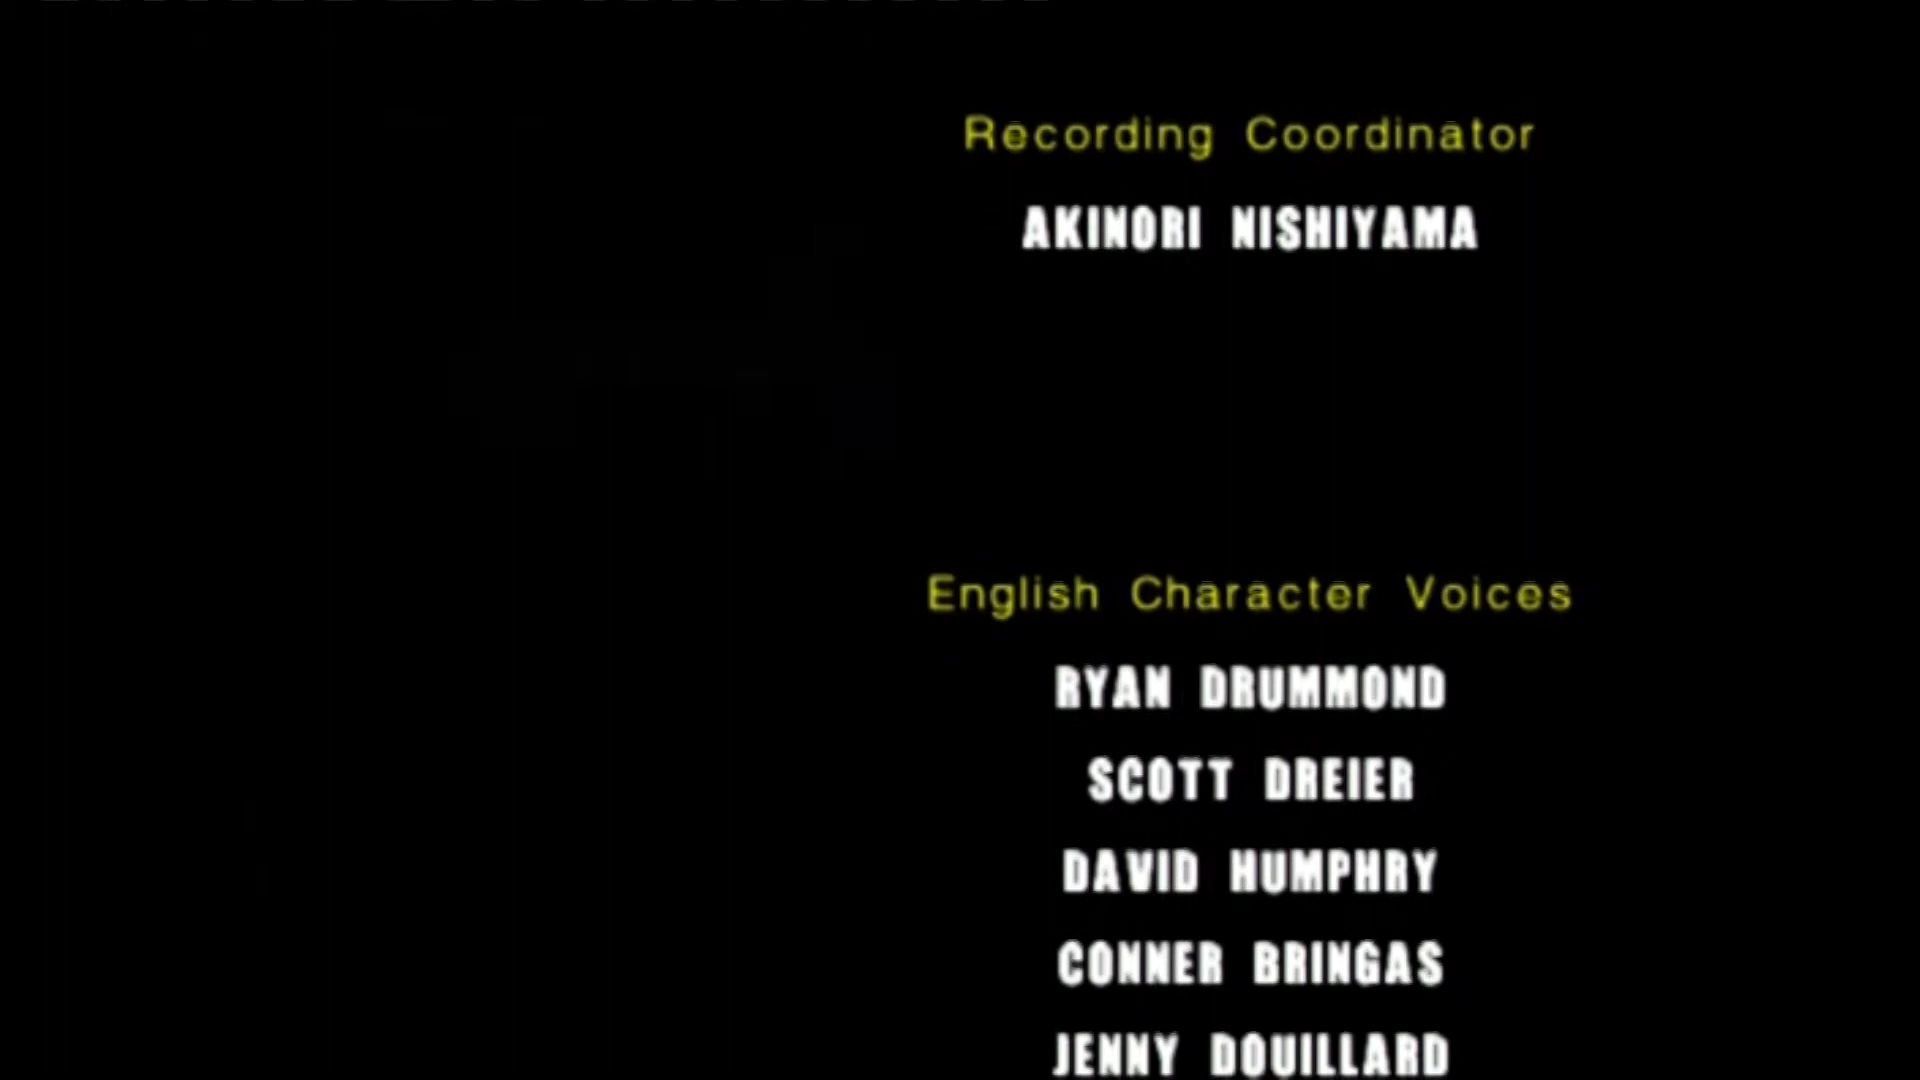 Recording Coordinator
AKINORI NISHIYAMA
English Character Voices
RYAN DRUMMOND
SCOTT DREIER
DAVID HUMPHRY
CONNER BRINGAS
JENNY DOUILLARD